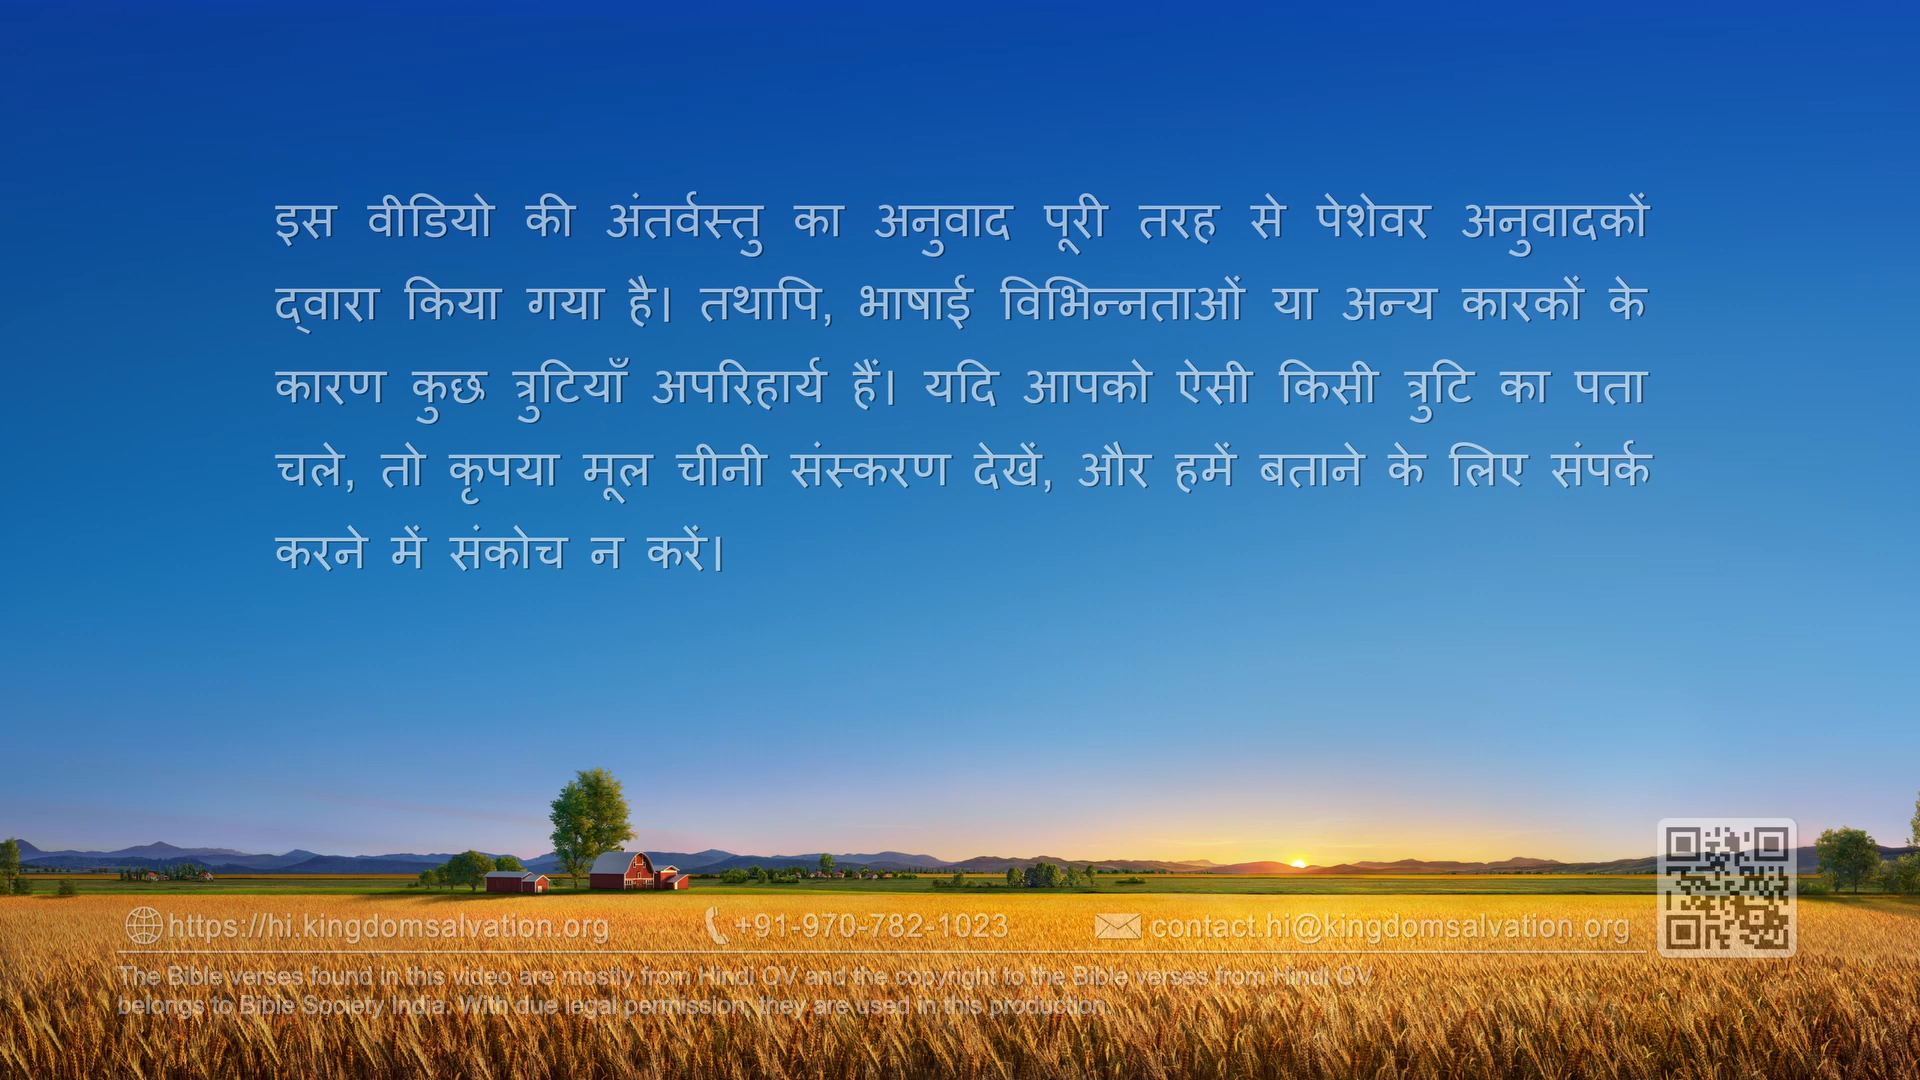 इस वीडियो की अंतर्वस्तु का अनुवाद पूरी तरह से पेशेवर अनुवादकों
द्वारा किया गया है। तथापि, भाषाई विभिन्नताओं या अन्य कारकों के
कारण कुछ त्रुटियाँ अपरिहार्य हैं। यदि आपको ऐसी किसी त्रुटि का पता
चले, तो कृपया मूल चीनी संस्करण देखें, और हमें बताने के लिए संपर्क
करने में संकोच न करें।
https://hi.kingdomsalvation.org +91-970-782-1023 contact.hi@kingdomsalvation.org
The Bible verses found in this video are mostly from Hindi OV and the copyright to the Bible verses from Hindi OV
belongs to Bible Society India. With due legal permission, they are used in this production.